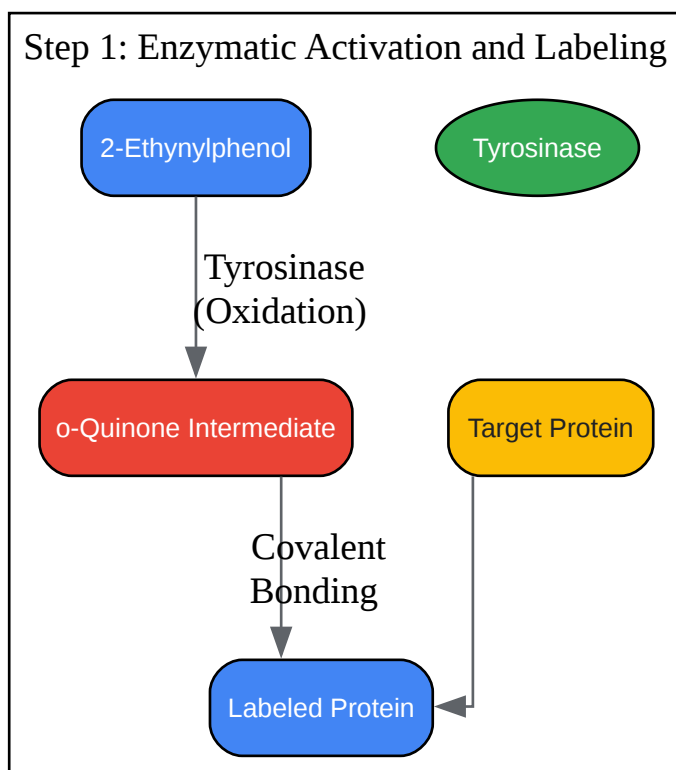 Step 1: Enzymatic Activation and Labeling
2-Ethynylphenol
Tyrosinase
Tyrosinase
(Oxidation)
o-Quinone Intermediate
Target Protein
Covalent
Bonding
Labeled Protein